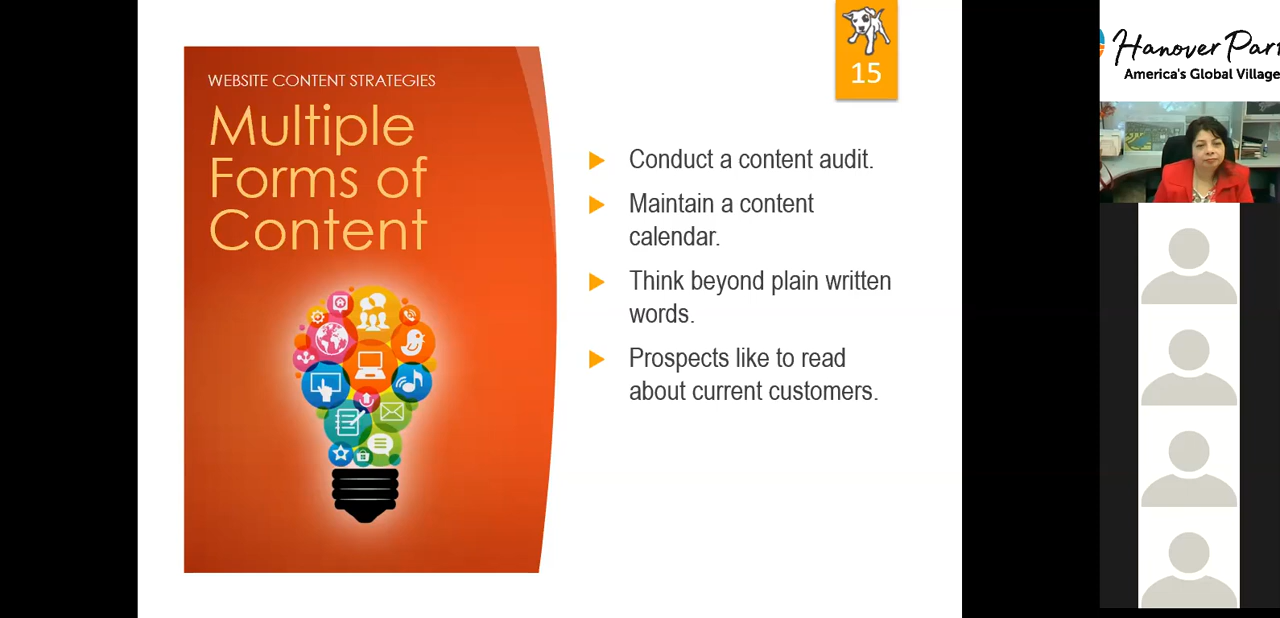 WEBSITE CONTENT STRATEGIES
Multiple
Forms of
Content
15
Conduct a content audit.
Maintain a content
calendar.
Think beyond plain written
words.
Prospects like to read
about current customers.
Hanover Par
America's Global Village